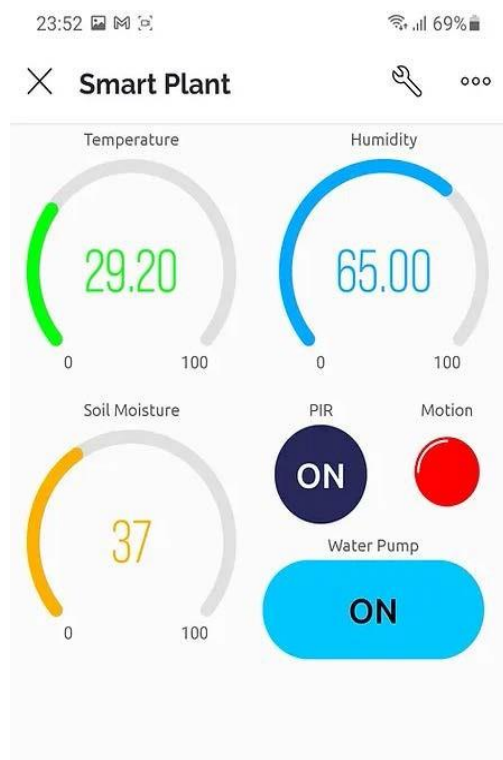 23:52 69%
Smart Plant
Temperature Humidity
29.20 65.00
0 100 0 100
Soil Moisture PIR Motion
ON
37
Water Pump
ON
0 100